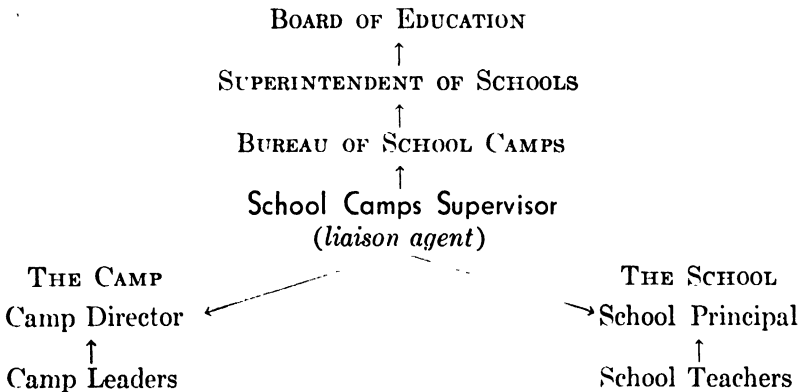 BOARD OF EDUCATION
↑
SUPERINTENDENT OF SCHOOLS
↑
BUREAU OF SCHOOL CAMPS
↑
School Camps Supervisor
(liaison agent)
THE CAMP
Camp Director
↑
Camp Leaders
THE SCHOOL
School Principal
↑
School Teachers